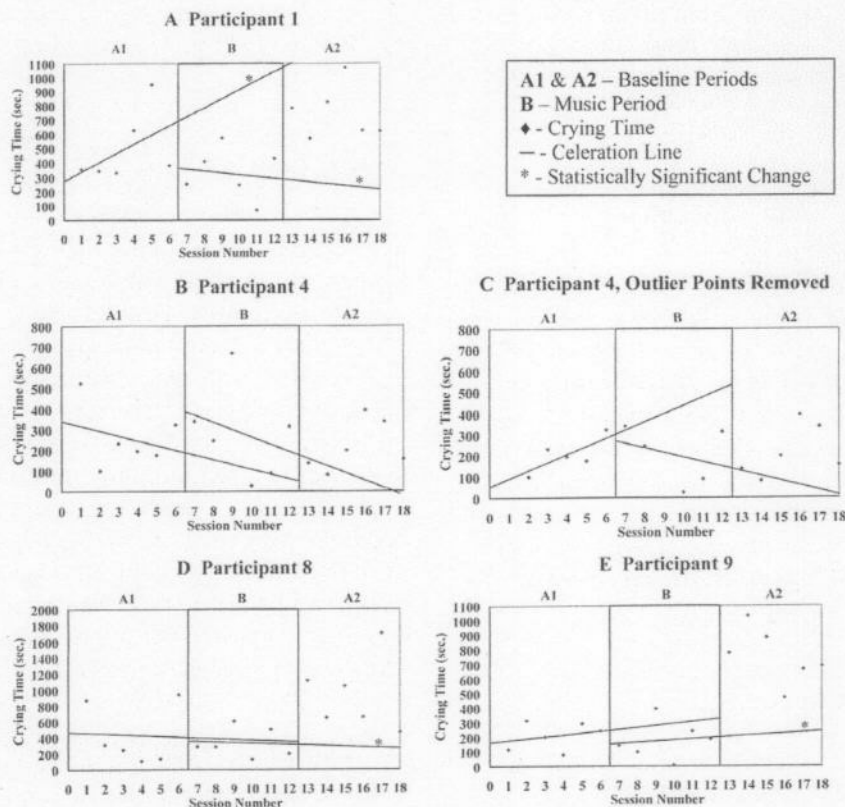 A Participant 1
A1 B A2
1100
1000
900
800
700
600
500
400
300
200
100
0
Crying Time (sec.)
*
*
0 1 2 3 4 5 6 7 8 9 10 11 12 13 14 15 16 17 18
Session Number
A1 & A2 – Baseline Periods
B – Music Period
♦ - Crying Time
— - Celeration Line
* - Statistically Significant Change
B Participant 4
A1 B A2
800
700
600
500
400
300
200
100
0
Crying Time (sec.)
0 1 2 3 4 5 6 7 8 9 10 11 12 13 14 15 16 17 18
Session Number
C Participant 4, Outlier Points Removed
A1 B A2
800
700
600
500
400
300
200
100
0
Crying Time (sec.)
0 1 2 3 4 5 6 7 8 9 10 11 12 13 14 15 16 17 18
Session Number
D Participant 8
A1 B A2
2000
1800
1600
1400
1200
1000
800
600
400
200
0
Crying Time (sec.)
*
0 1 2 3 4 5 6 7 8 9 10 11 12 13 14 15 16 17 18
Session Number
E Participant 9
A1 B A2
1100
1000
900
800
700
600
500
400
300
200
100
0
Crying Time (sec.)
*
0 1 2 3 4 5 6 7 8 9 10 11 12 13 14 15 16 17 18
Session Number